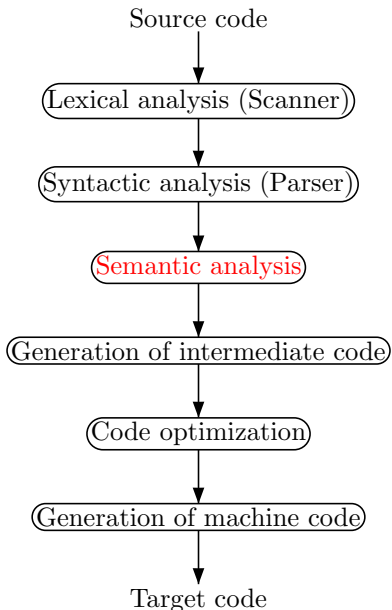 Source code
Lexical analysis (Scanner)
Syntactic analysis (Parser)
Semantic analysis
Generation of intermediate code
Code optimization
Generation of machine code
Target code